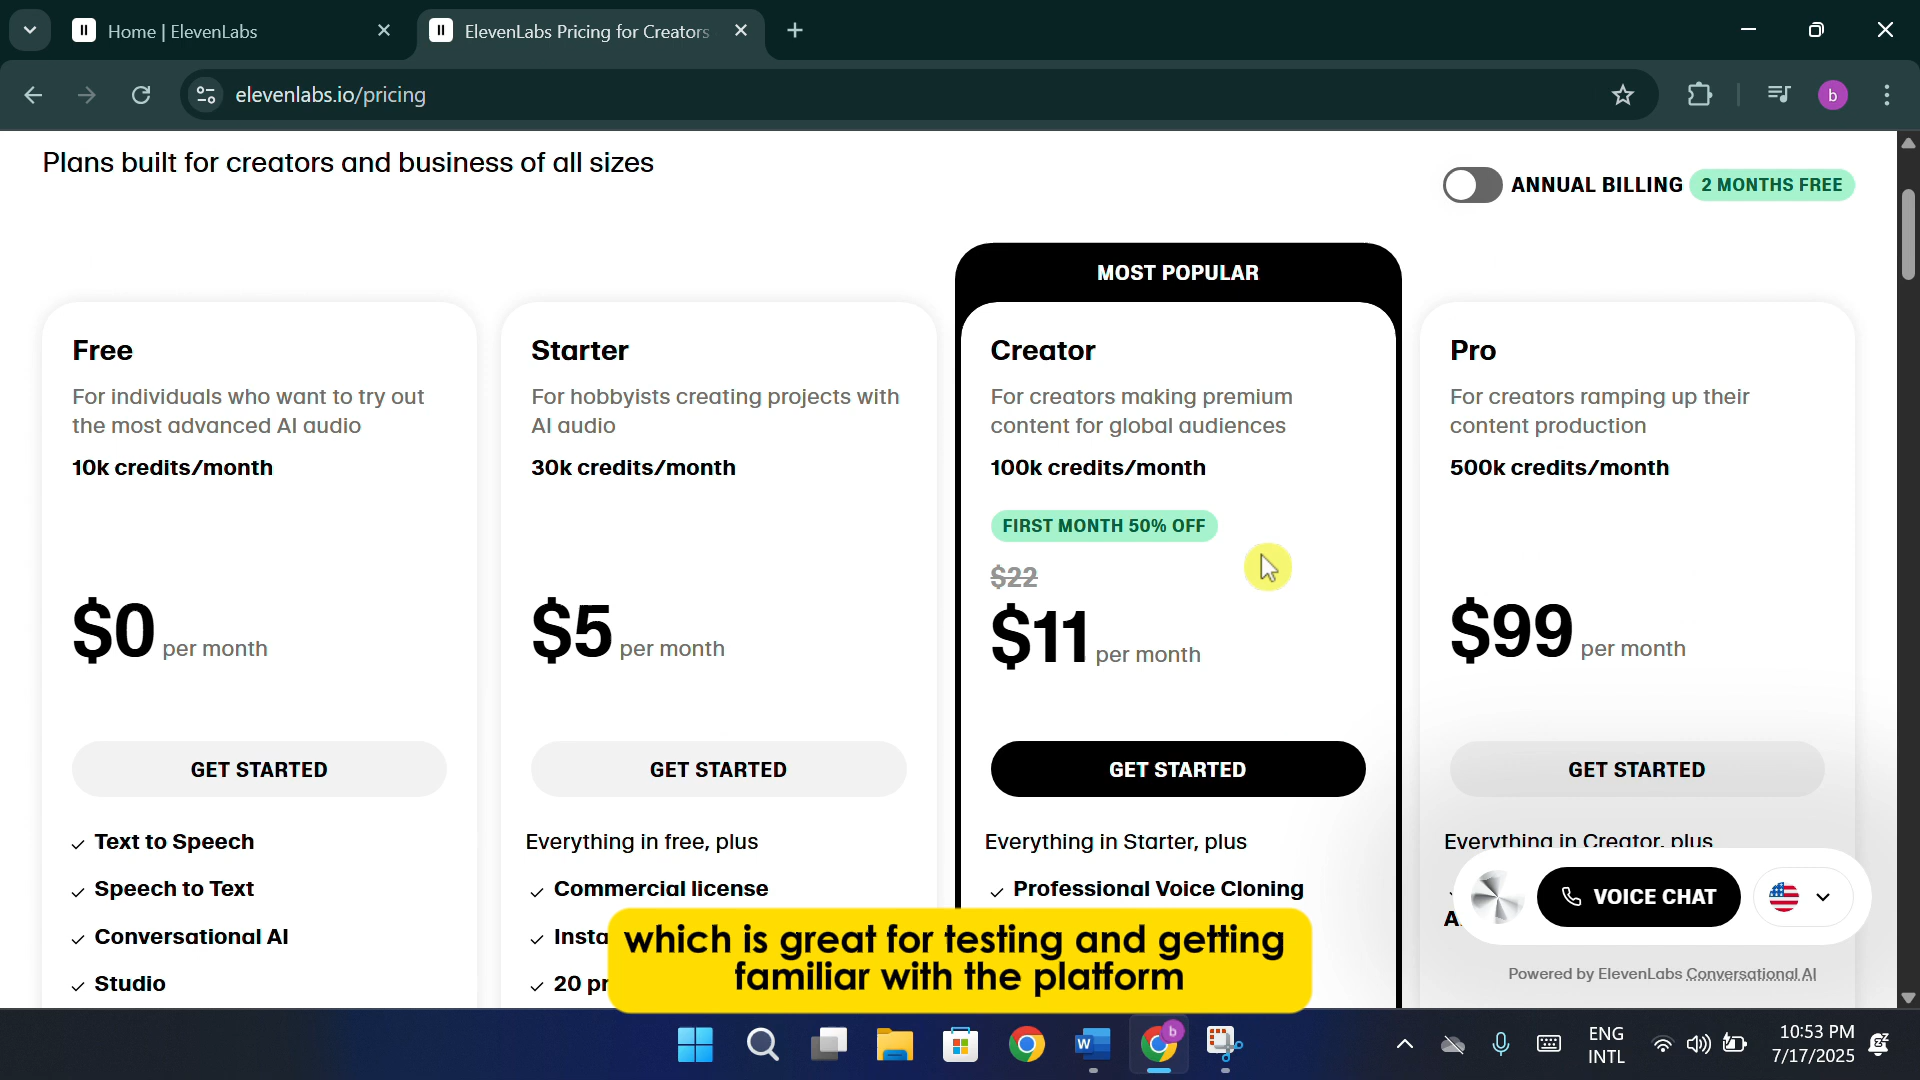 Home | ElevenLabs
ElevenLabs Pricing for Creators
elevenlabs.io/pricing
b
Plans built for creators and business of all sizes
ANNUAL BILLING 2 MONTHS FREE
MOST POPULAR
Free
For individuals who want to try out
the most advanced AI audio
10k credits/month
$0 per month
GET STARTED
Text to Speech
Speech to Text
Conversational AI
Studio
Starter
For hobbyists creating projects with
AI audio
30k credits/month
$5 per month
GET STARTED
Everything in free, plus
Commercial license
20
Creator
For creators making premium
content for global audiences
100k credits/month
FIRST MONTH 50% OFF
$22
$11 per month
GET STARTED
Everything in Starter, plus
Professional Voice Cloning
Pro
For creators ramping up their
content production
500k credits/month
$99 per month
GET STARTED
Everything in Creator, plus
VOICE CHAT
Powered by ElevenLabs Conversational AI
which is great for testing and getting
familiar with the platform
W
b
ENG
INTL
10:53 PM
7/17/2025